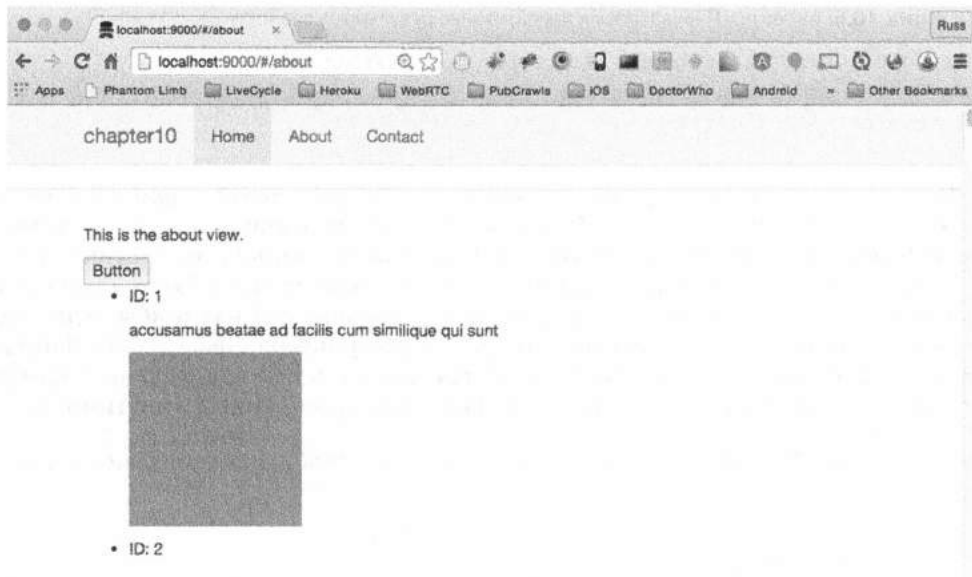 localhost:9000/#/about ×
Russ
localhost:9000/#/about
Apps Phantom Limb LiveCycle Heroku WebRTC PubCrawls iOS DoctorWho Android » Other Bookmarks
chapter10 Home About Contact
This is the about view.
Button
• ID: 1
accusamus beatae ad facilis cum similique qui sunt
• ID: 2